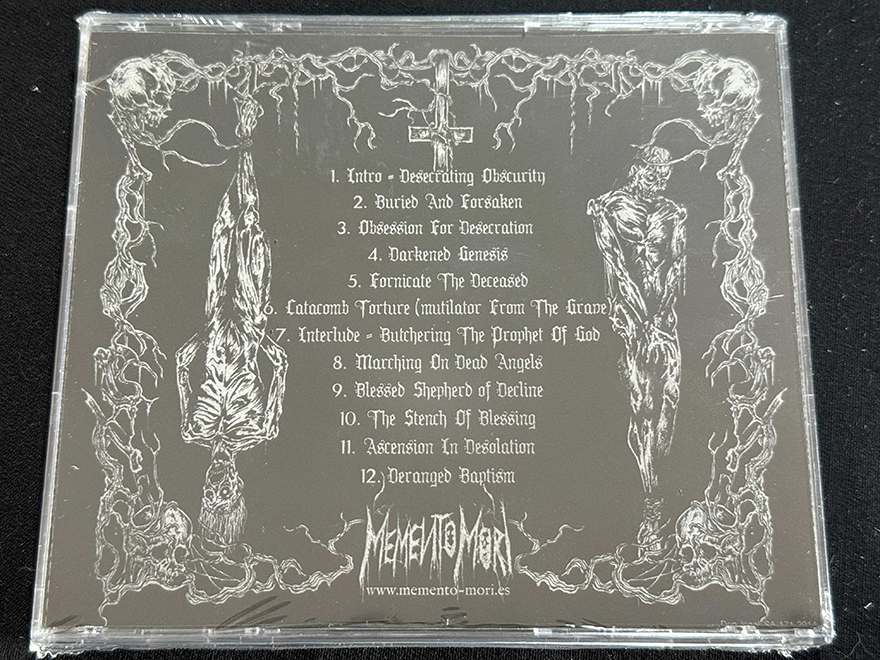 1. Intro - Desecrating Obscurity
2. Buried And Forsaken
3. Obsession For Desecration
4. Darkened Genesis
5. Fornicate The Deceased
6. Catacomb Torture (mutilator From The Grave)
7. Interlude - Butchering The Prophet Of God
8. Marching On Dead Angels
9. Blessed Shepherd of Decline
10. The Stench Of Blessing
11. Ascension In Desolation
12. Deranged Baptism
MEMENTO MORI
www.memento-mori.es